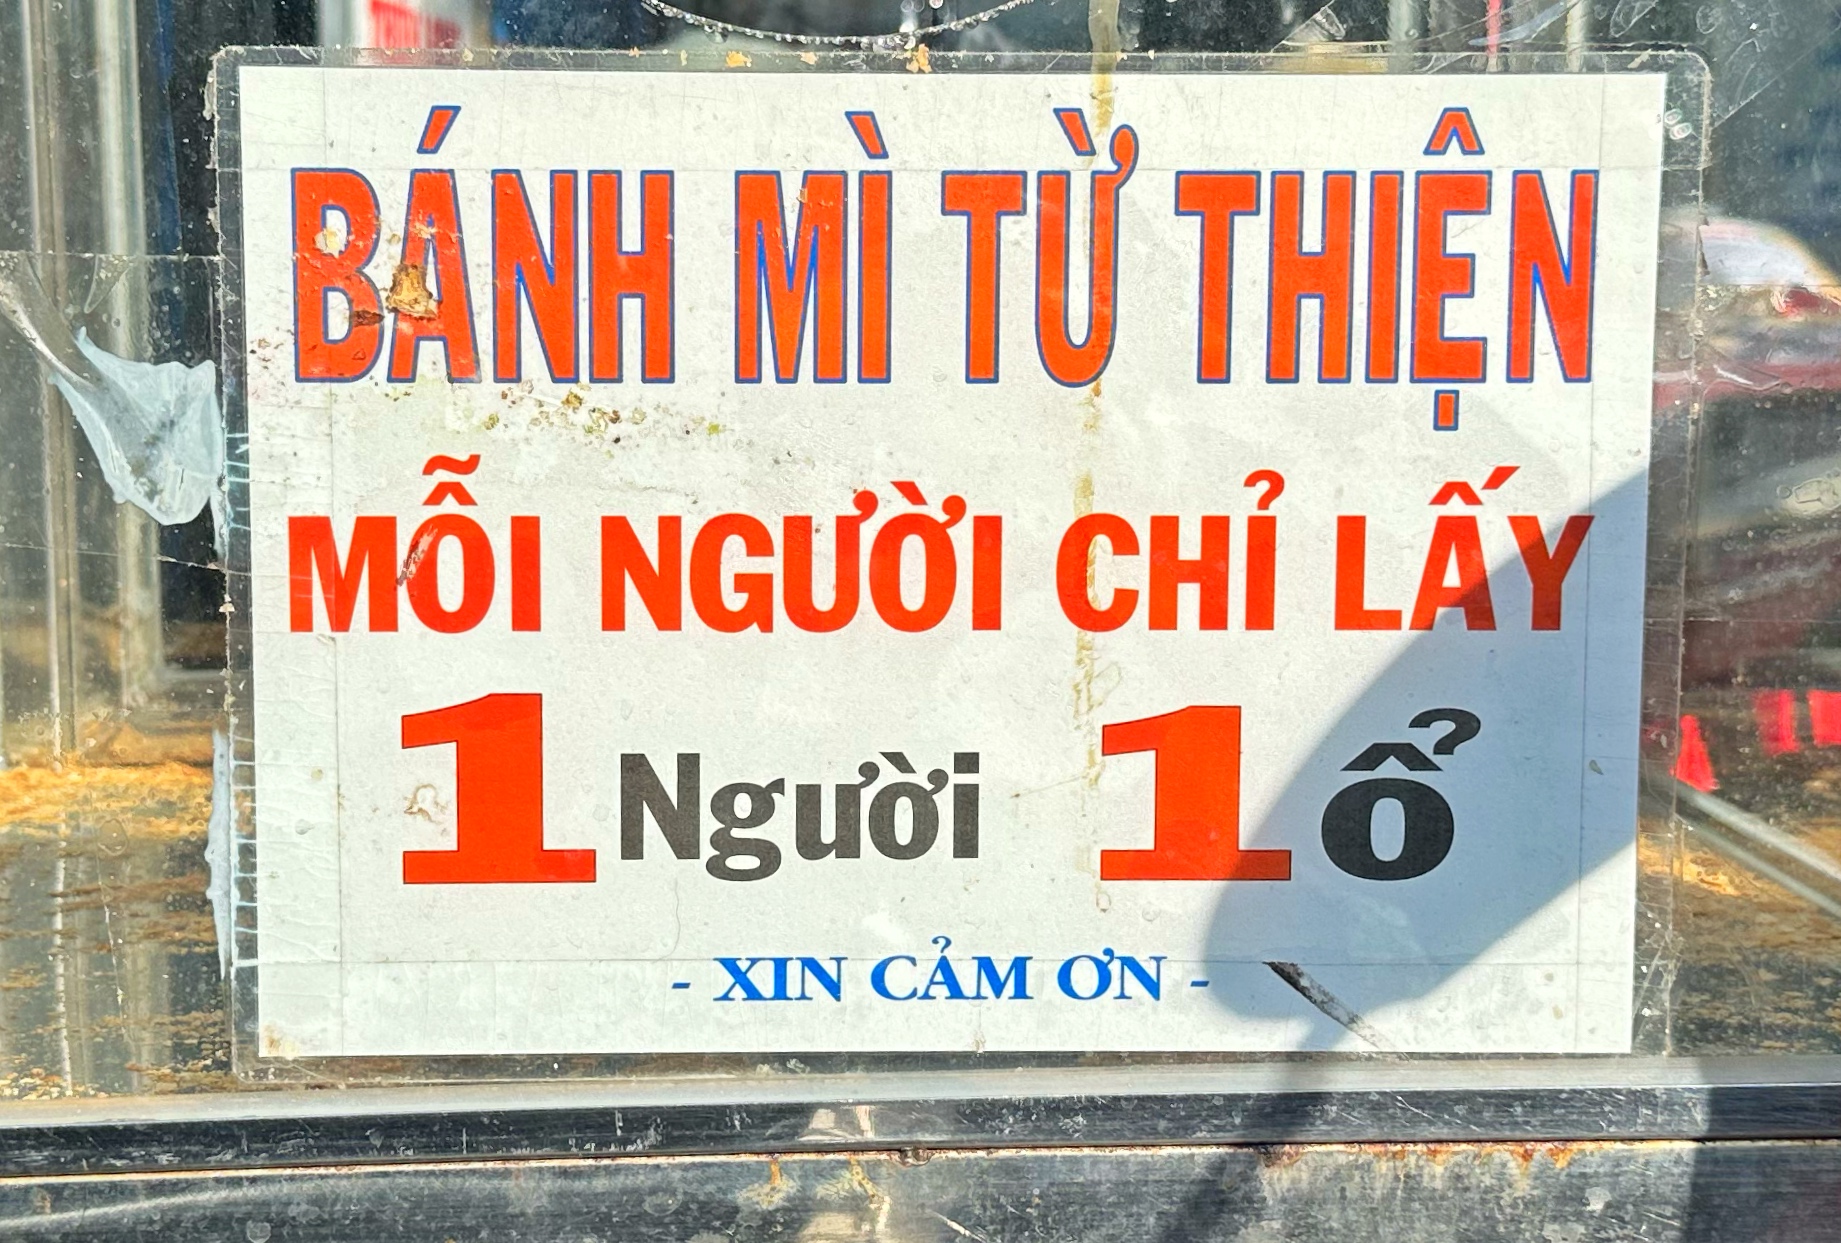 BÁNH MÌ TỪ THIỆN
MỖI NGƯỜI CHỈ LẤY
1 Người 1 ổ
- XIN CẢM ƠN -